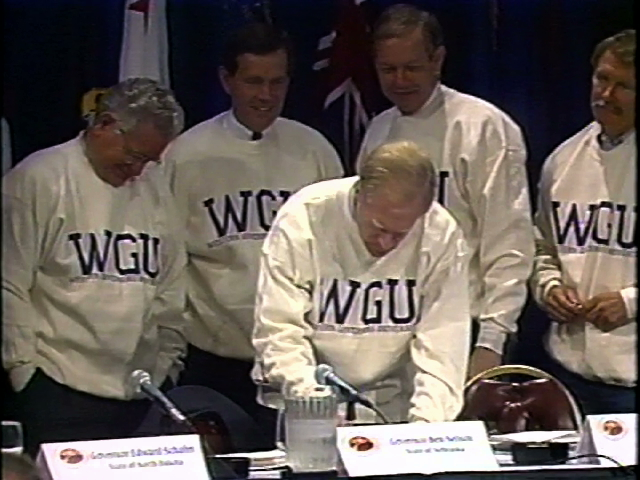 WGU
WGU
WGU
WGU
Governor Edward Schafer
State of North Dakota
Governor Ben Nelson
State of Nebraska